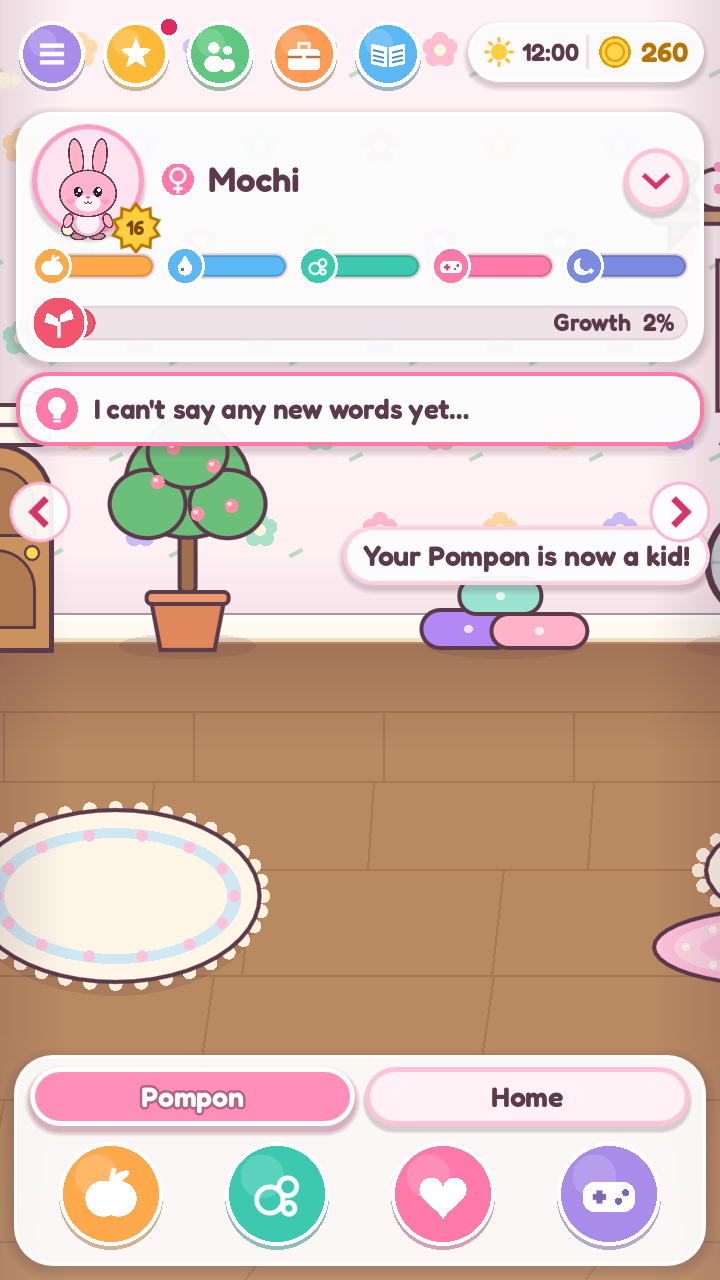 12:00
260
Mochi
16
Growth 2%
I can't say any new words yet...
Your Pompon is now a kid!
Pompon
Home